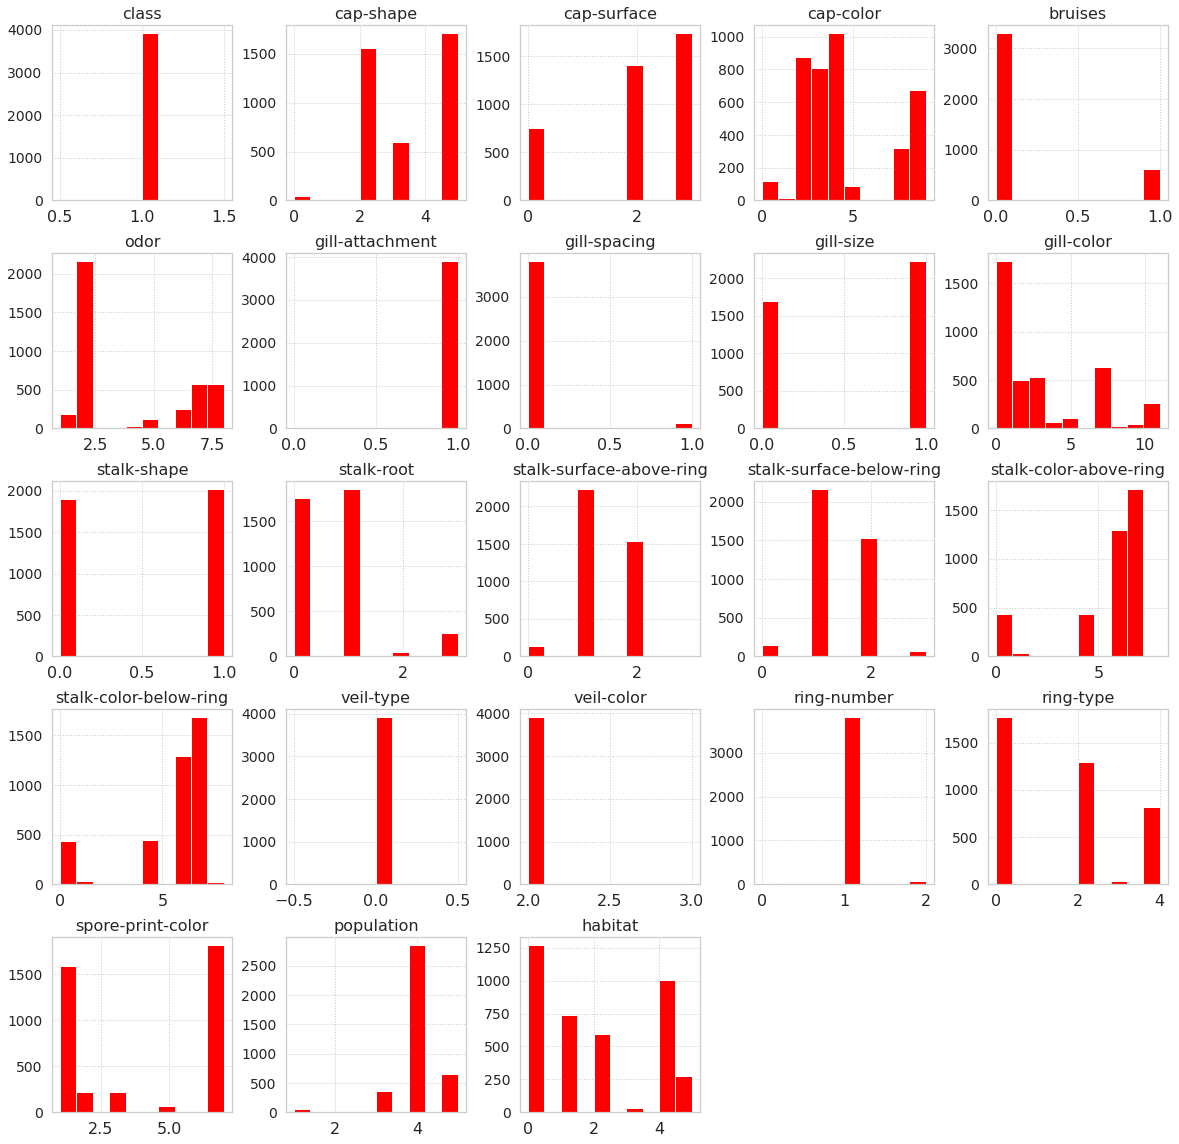 class cap-shape cap-surface cap-color bruises
4000 3000 2000 1000 0
0.5 1.0 1.5
1500 1000 500 0
0 2 4
1500 1000 500 0
0 2
1000 800 600 400 200 0
0 5
3000 2000 1000 0
0.0 0.5 1.0
odor gill-attachment gill-spacing gill-size gill-color
2000 1500 1000 500 0
2.5 5.0 7.5
4000 3000 2000 1000 0
0.0 0.5 1.0
3000 2000 1000 0
0.0 0.5 1.0
2000 1500 1000 500 0
0.0 0.5 1.0
1500 1000 500 0
0 5 10
stalk-shape stalk-root stalk-surface-above-ring stalk-surface-below-ring stalk-color-above-ring
2000 1500 1000 500 0
0.0 0.5 1.0
1500 1000 500 0
0 2
2000 1500 1000 500 0
0 2
2000 1500 1000 500 0
0 2
1500 1000 500 0
0 5
stalk-color-below-ring veil-type veil-color ring-number ring-type
1500 1000 500 0
0 5
4000 3000 2000 1000 0
−0.5 0.0 0.5
4000 3000 2000 1000 0
2.0 2.5 3.0
3000 2000 1000 0
0 1 2
1500 1000 500 0
0 2 4
spore-print-color population habitat
1500 1000 500 0
2.5 5.0
2500 2000 1500 1000 500 0
2 4
1250 1000 750 500 250 0
0 2 4